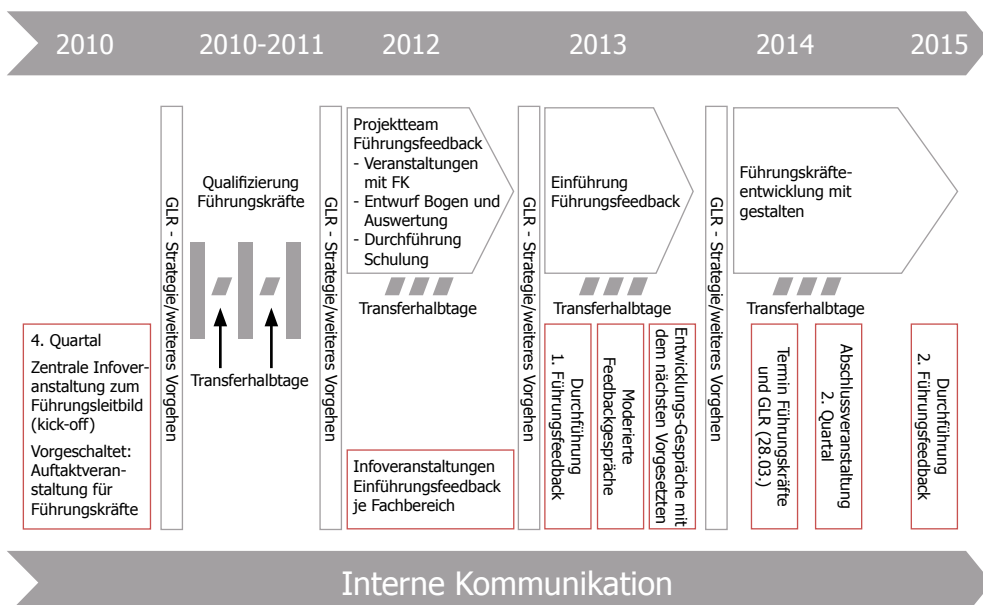 2010
2010-2011
2012
2013
2014
2015
4. Quartal
Zentrale Infover-
anstaltung zum
Führungsleitbild
(kick-off)
Vorgeschaltet:
Auftaktveran-
staltung für
Führungskräfte
GLR - Strategie/weiteres Vorgehen
Qualifizierung
Führungskräfte
Transferhalbtage
GLR - Strategie/weiteres Vorgehen
Projektteam
Führungsfeedback
- Veranstaltungen
mit FK
- Entwurf Bogen und
Auswertung
- Durchführung
Schulung
Transferhalbtage
Infoveranstaltungen
Einführungsfeedback
je Fachbereich
GLR - Strategie/weiteres Vorgehen
Einführung
Führungsfeedback
Transferhalbtage
Durchführung
1. Führungsfeedback
Moderierte
Feedbackgespräche
Entwicklungs-Gespräche mit
dem nächsten Vorgesetzten
GLR - Strategie/weiteres Vorgehen
Führungskräfte-
entwicklung mit
gestalten
Transferhalbtage
Termin Führungskräfte
und GLR (28.03.)
Abschlussveranstaltung
2. Quartal
Durchführung
2. Führungsfeedback
Interne Kommunikation